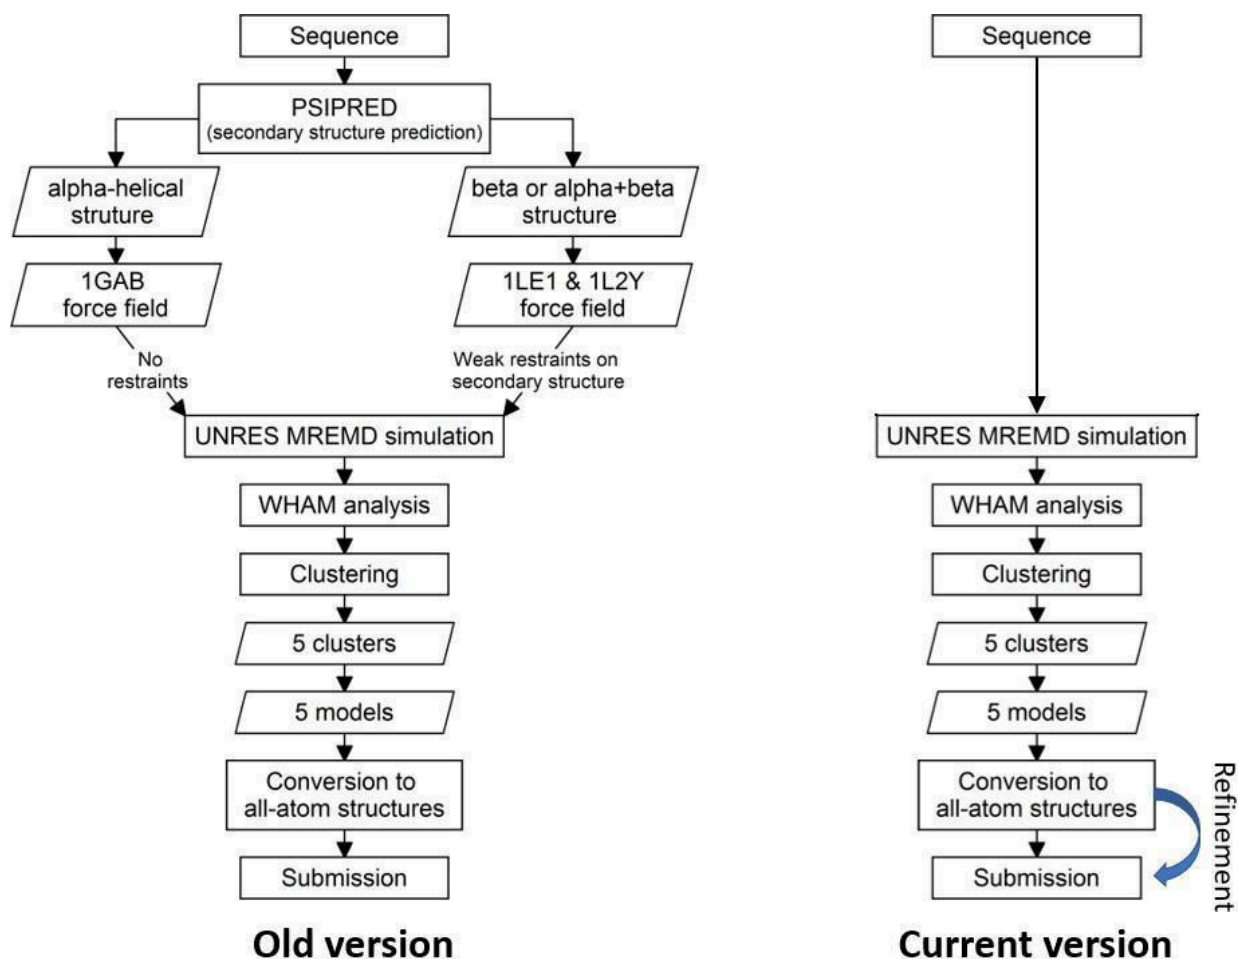 Sequence
PSIPRED
(secondary structure prediction)
alpha-helical
struture
beta or alpha+beta
structure
1GAB
force field
1LE1 & 1L2Y
force field
No
restraints
Weak restraints on
secondary structure
UNRES MREMD simulation
WHAM analysis
Clustering
5 clusters
5 models
Conversion to
all-atom structures
Submission
Old version
Sequence
UNRES MREMD simulation
WHAM analysis
Clustering
5 clusters
5 models
Conversion to
all-atom structures
Refinement
Submission
Current version